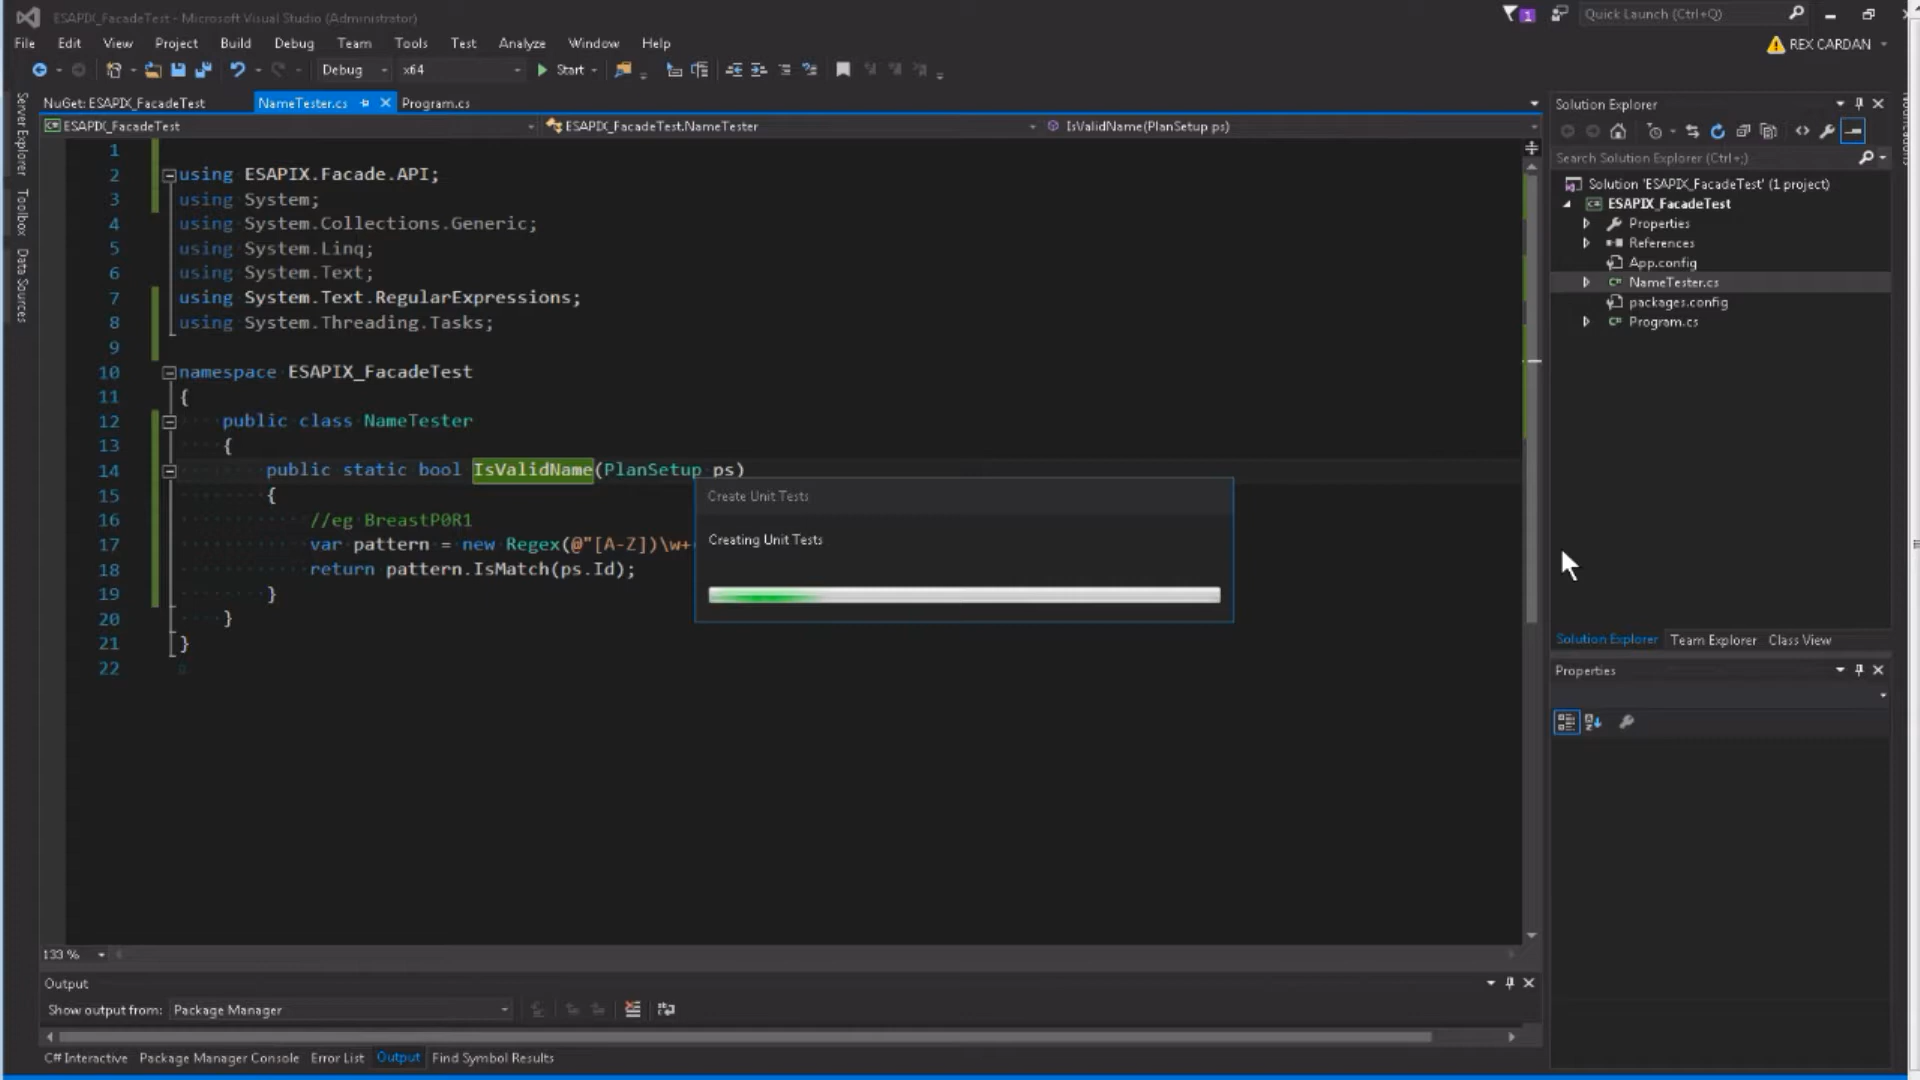 ESAPIX_FacadeTest - Microsoft Visual Studio (Administrator)
1
Quick Launch (Ctrl+Q)
File Edit View Project Build Debug Team Tools Test Analyze Window Help
REX CARDAN
Debug x64 Start
Server Explorer
Toolbox
Data Sources
NuGet: ESAPIX_FacadeTest NameTester.cs Program.cs
ESAPIX_FacadeTest ESAPIX_FacadeTest.NameTester IsValidName(PlanSetup ps)
1
2 using ESAPIX.Facade.API;
3 using System;
4 using System.Collections.Generic;
5 using System.Linq;
6 using System.Text;
7 using System.Text.RegularExpressions;
8 using System.Threading.Tasks;
9
10 namespace ESAPIX_FacadeTest
11 {
12 public class NameTester
13 {
14 public static bool IsValidName(PlanSetup ps)
15 {
16 //eg BreastP0R1
17 var pattern = new Regex(@"[A-Z])\w+
18 return pattern.IsMatch(ps.Id);
19 }
20 }
21 }
22
Create Unit Tests
Creating Unit Tests
Solution Explorer
Search Solution Explorer (Ctrl+;)
Solution 'ESAPIX_FacadeTest' (1 project)
ESAPIX_FacadeTest
Properties
References
App.config
NameTester.cs
packages.config
Program.cs
Solution Explorer Team Explorer Class View
Properties
133 %
Output
Show output from: Package Manager
C# Interactive Package Manager Console Error List Output Find Symbol Results